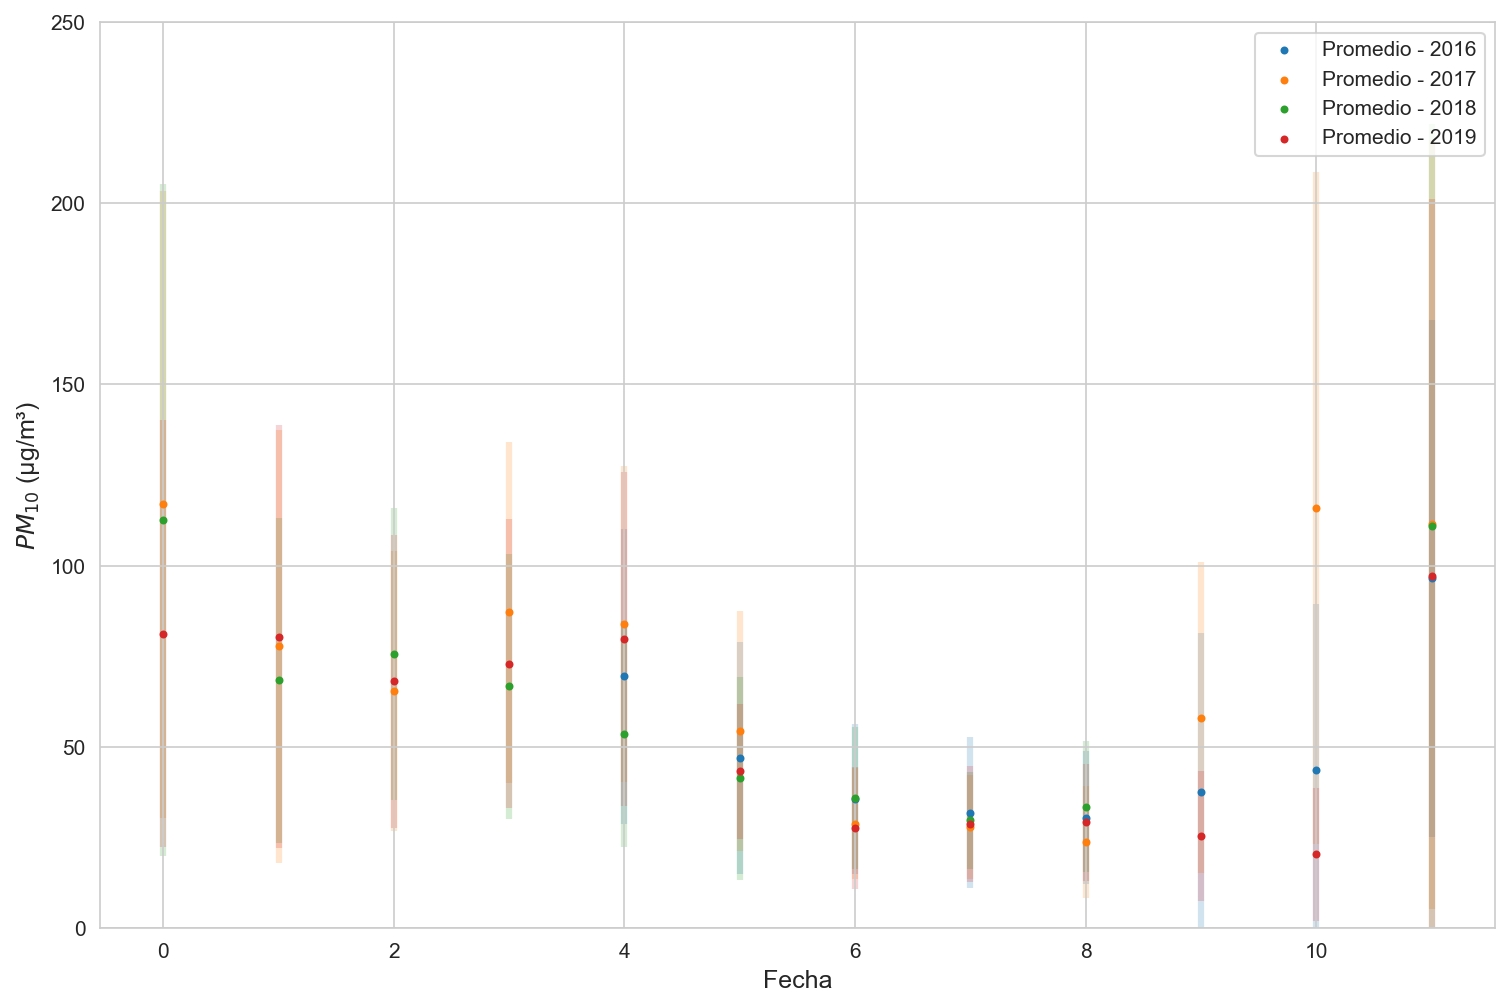 250
200
150
100
50
0
PM10 (µg/m³)
0 2 4 6 8 10
Fecha
Promedio - 2016
Promedio - 2017
Promedio - 2018
Promedio - 2019